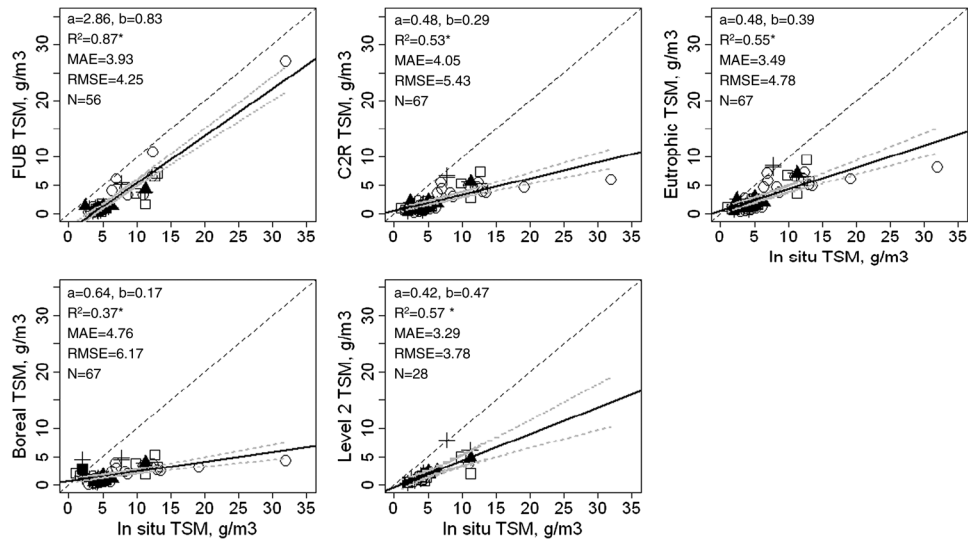 a=2.86, b=0.83
R²=0.87*
MAE=3.93
RMSE=4.25
N=56
FUB TSM, g/m3
0 10 20 30
0 5 10 15 20 25 30 35
a=0.48, b=0.29
R²=0.53*
MAE=4.05
RMSE=5.43
N=67
C2R TSM, g/m3
0 5 10 20 30
0 5 10 15 20 25 30 35
a=0.48, b=0.39
R²=0.55*
MAE=3.49
RMSE=4.78
N=67
Eutrophic TSM, g/m3
0 5 10 20 30
0 5 10 15 20 25 30 35
In situ TSM, g/m3
a=0.64, b=0.17
R²=0.37*
MAE=4.76
RMSE=6.17
N=67
Boreal TSM, g/m3
0 5 10 20 30
0 5 10 15 20 25 30 35
In situ TSM, g/m3
a=0.42, b=0.47
R²=0.57 *
MAE=3.29
RMSE=3.78
N=28
Level 2 TSM, g/m3
0 5 10 20 30
0 5 10 15 20 25 30 35
In situ TSM, g/m3